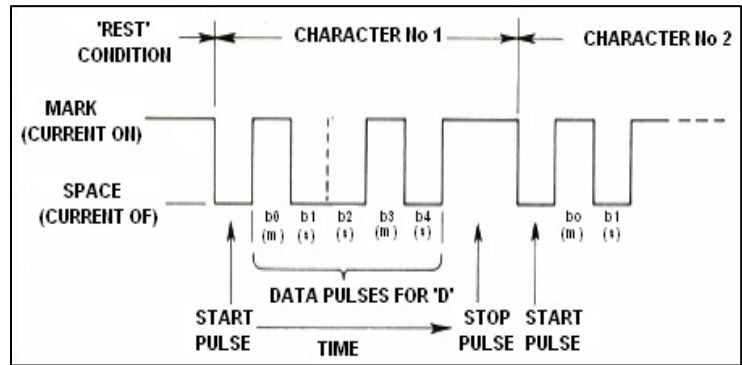 'REST'
CONDITION
CHARACTER No 1
CHARACTER No 2
MARK
(CURRENT ON)
SPACE
(CURRENT OF)
b0 b1 b2 b3 b4
(m) (s) (s) (m) (s)
bo b1
(m) (s)
DATA PULSES FOR 'D'
START
PULSE
TIME
STOP
PULSE
START
PULSE